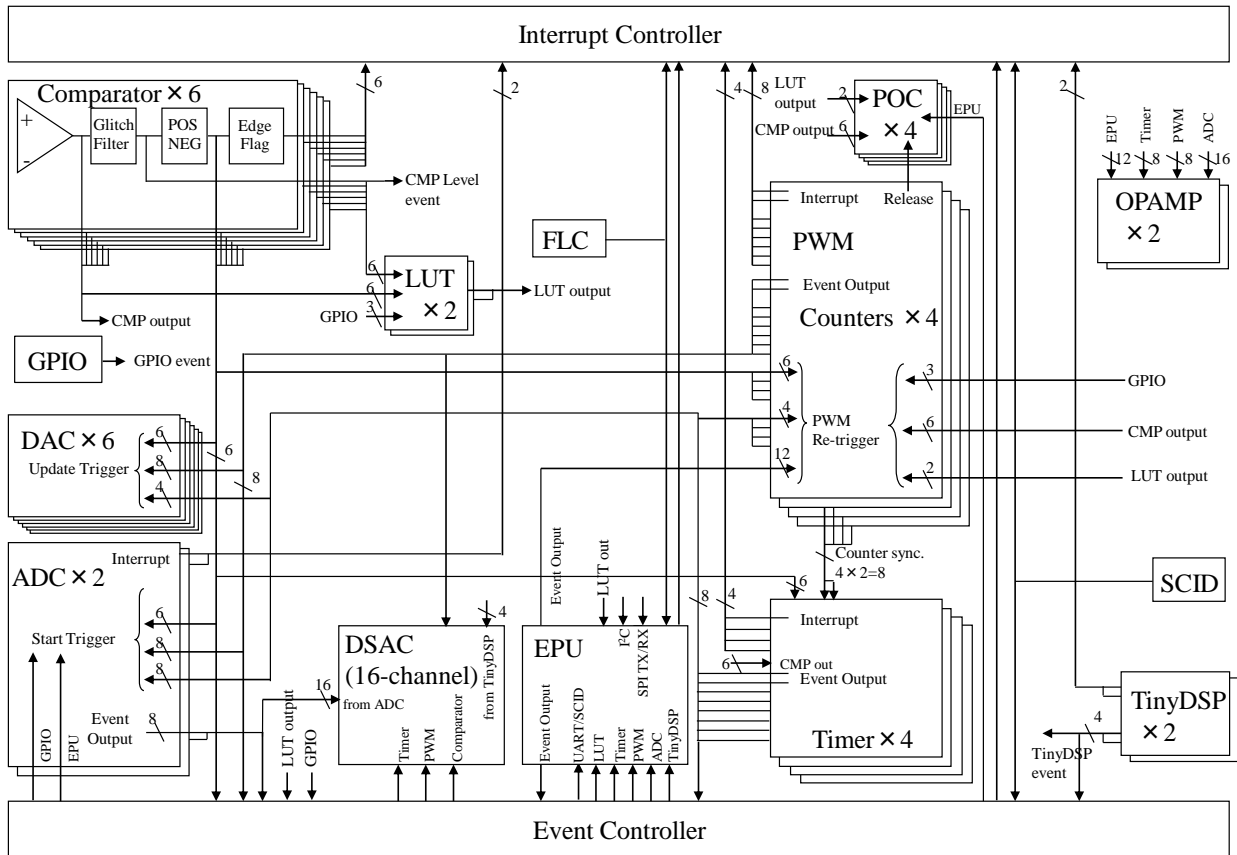 Interrupt Controller
Comparator × 6
+
-
Glitch
Filter
POS
NEG
Edge
Flag
6
2
4
8
LUT
output
2
CMP output
6
POC
× 4
EPU
2
EPU
Timer
PWM
ADC
12
8
8
16
OPAMP
× 2
CMP Level
event
FLC
Interrupt
Release
PWM
6
6
GPIO
3
LUT
× 2
LUT output
Event Output
Counters × 4
CMP output
GPIO
GPIO event
6
4
12
PWM
Re-trigger
3
GPIO
6
CMP output
2
LUT output
DAC × 6
Update Trigger
6
8
4
6
8
ADC × 2
Interrupt
Start Trigger
6
8
8
Event
Output
8
GPIO
EPU
Event Output
LUT out
I²C
SPI TX/RX
8
4
Counter sync.
4 × 2=8
6
SCID
4
DSAC
(16-channel)
16
from ADC
from TinyDSP
Timer
PWM
Comparator
LUT output
GPIO
EPU
Event Output
UART/SCID
LUT
Timer
PWM
ADC
TinyDSP
Interrupt
6
CMP out
Event Output
Timer × 4
TinyDSP
× 2
4
TinyDSP
event
Event Controller